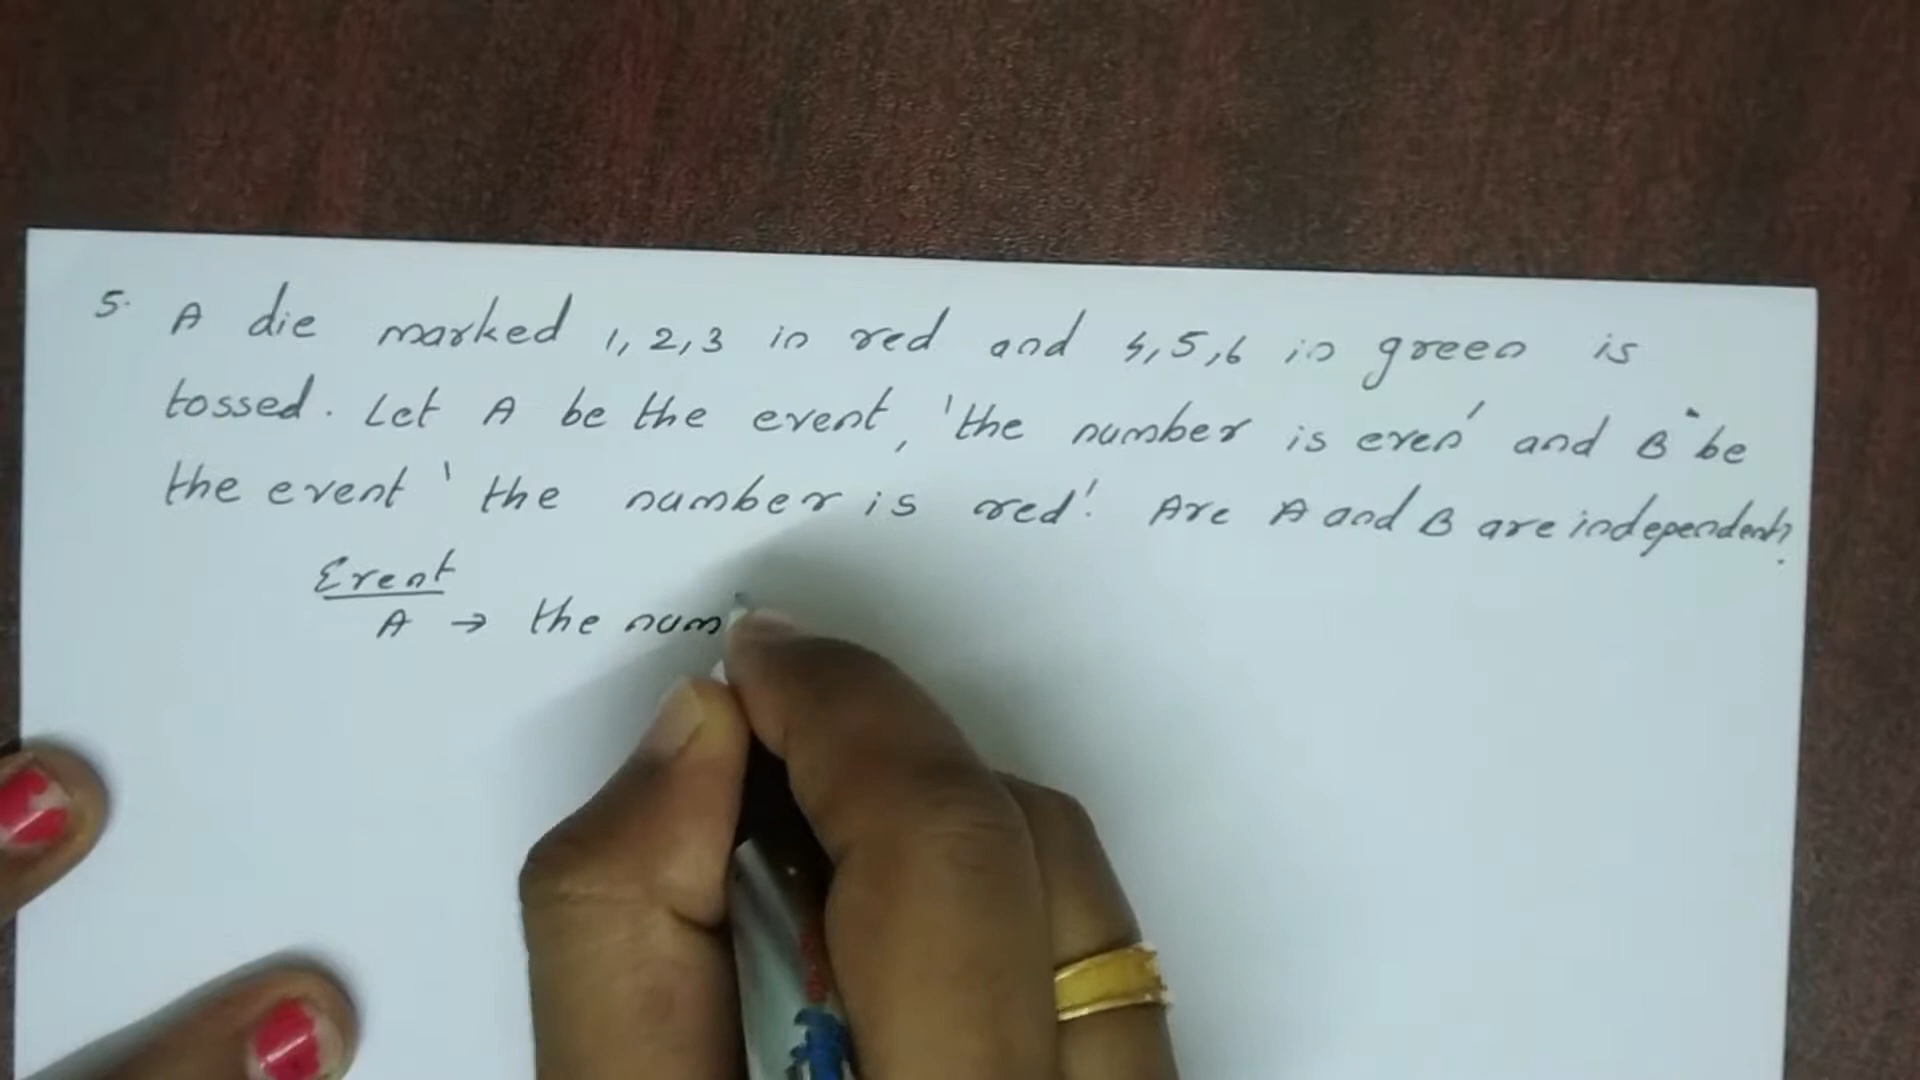 5. A die marked 1, 2, 3 in red and 4, 5, 6 in green is
tossed. Let A be the event, 'the number is even' and B be
the event 'the number is red'. Are A and B are independent?
Event
A → the num